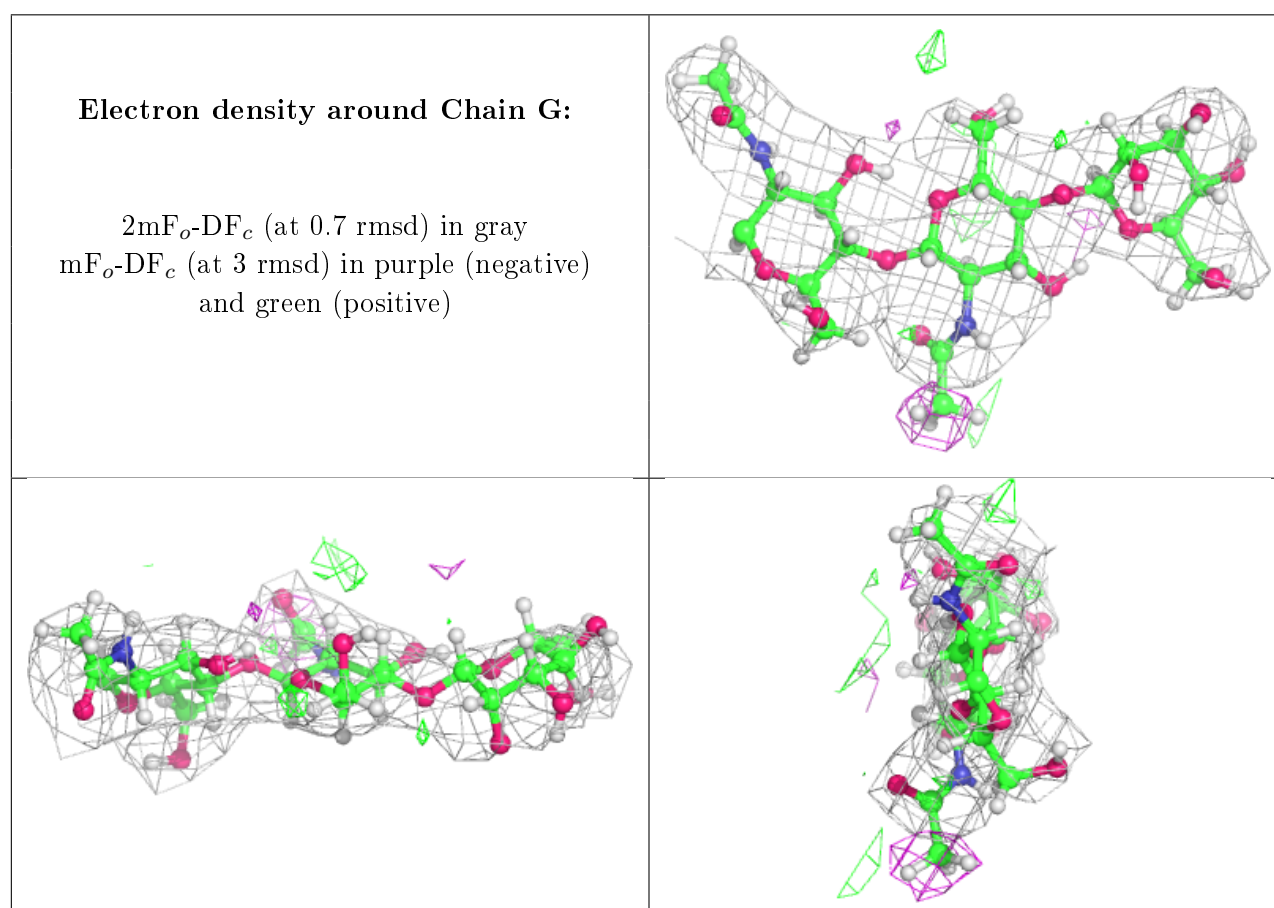 Electron density around Chain G:
2mFo-DFc (at 0.7 rmsd) in gray
mFo-DFc (at 3 rmsd) in purple (negative)
and green (positive)